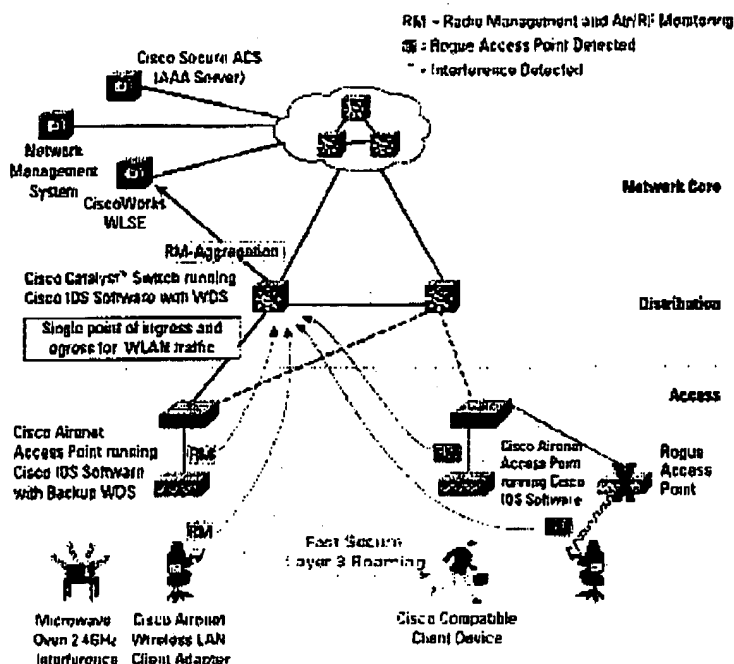 RM - Radio Management and Air/RF Monitoring
- Rogue Access Point Detected
- Interference Detected
Cisco Secure ACS
(AAA Server)
Network
Management
System
CiscoWorks
WLSE
Network Core
RM-Aggregation
Cisco Catalyst™ Switch running
Cisco IOS Software with WDS
Distribution
Single point of ingress and
egress for WLAN traffic
Access
Cisco Aironet
Access Point running
Cisco IOS Software
with Backup WDS
RM
Cisco Aironet
Access Point
running Cisco
IOS Software
Rogue
Access
Point
RM
Fast Secure
Layer 3 Roaming
Microwave
Oven 2.4GHz
Interference
Cisco Aironet
Wireless LAN
Client Adapter
Cisco Compatible
Client Device